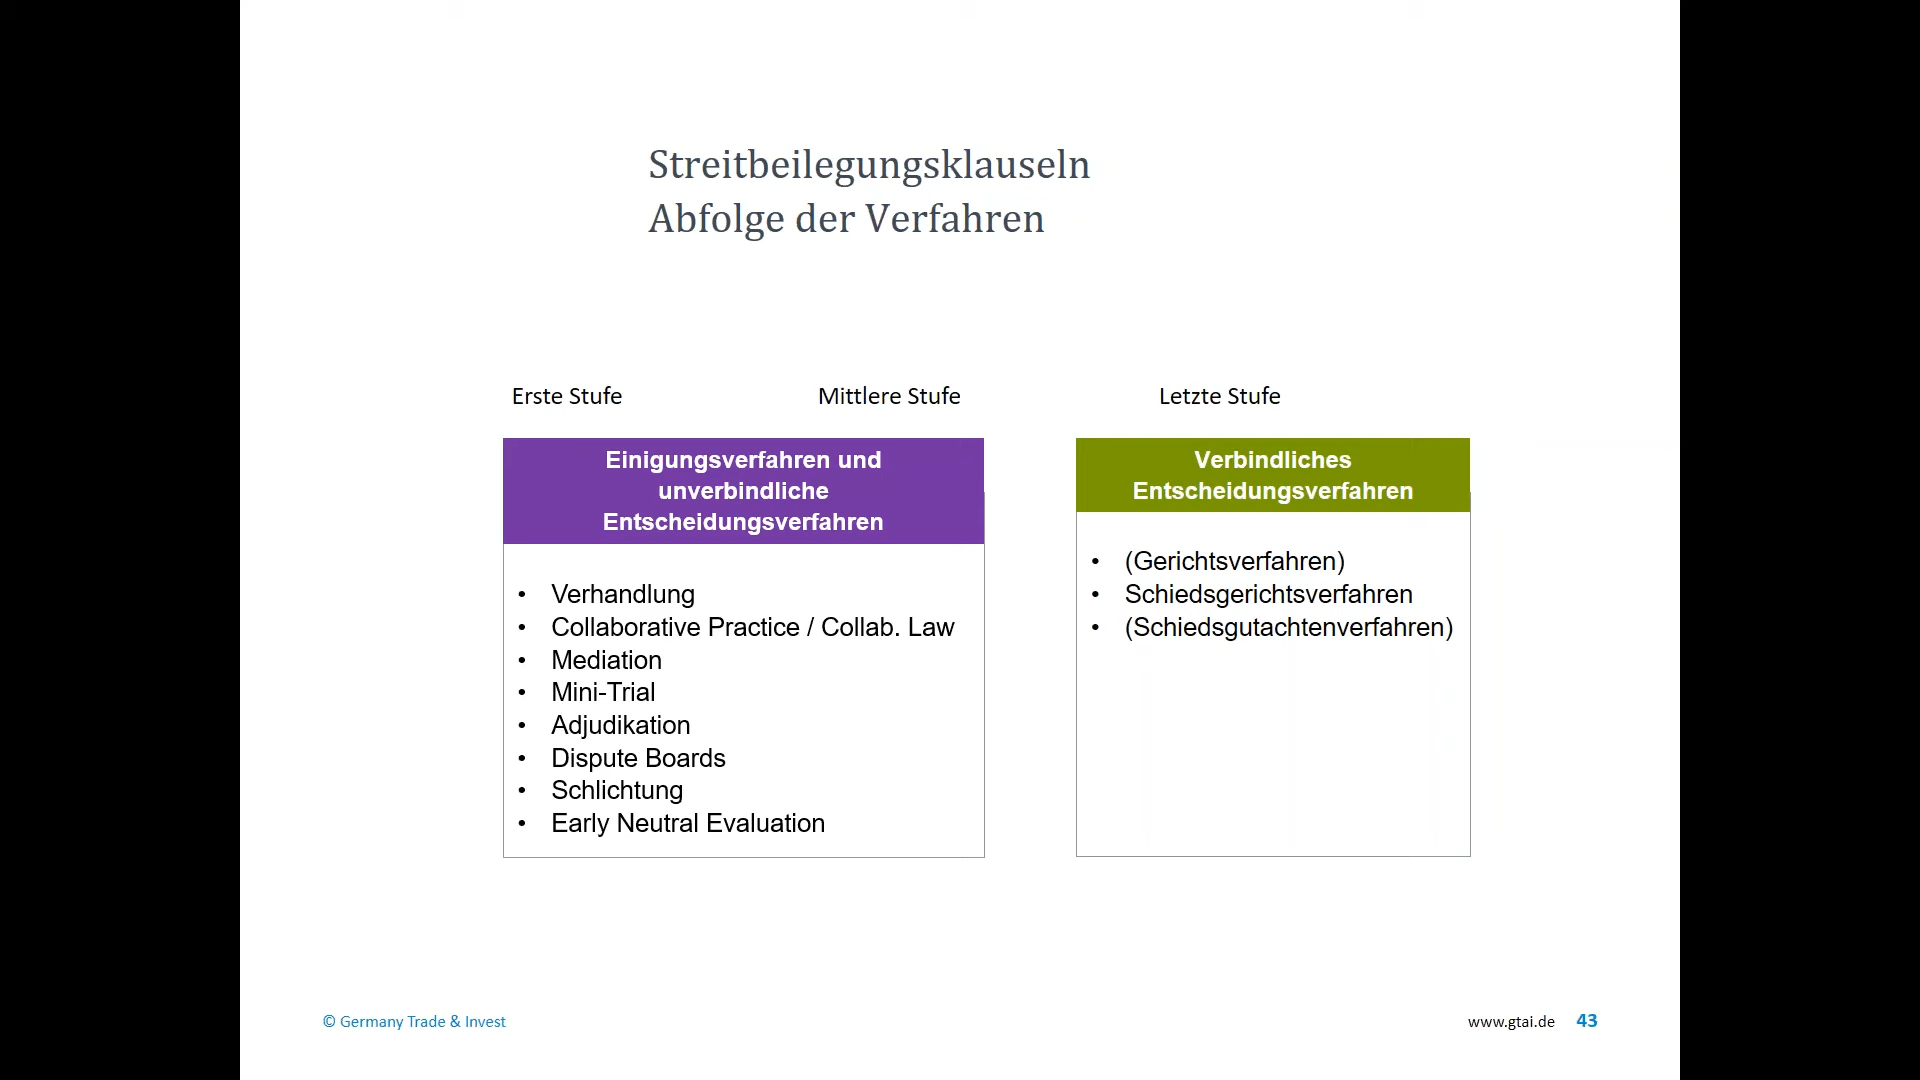 Streitbeilegungsklauseln
Abfolge der Verfahren
Erste Stufe
Mittlere Stufe
Letzte Stufe
Einigungsverfahren und
unverbindliche
Entscheidungsverfahren
• Verhandlung
• Collaborative Practice / Collab. Law
• Mediation
• Mini-Trial
• Adjudikation
• Dispute Boards
• Schlichtung
• Early Neutral Evaluation
Verbindliches
Entscheidungsverfahren
• (Gerichtsverfahren)
• Schiedsgerichtsverfahren
• (Schiedsgutachtenverfahren)
© Germany Trade & Invest
www.gtai.de 43